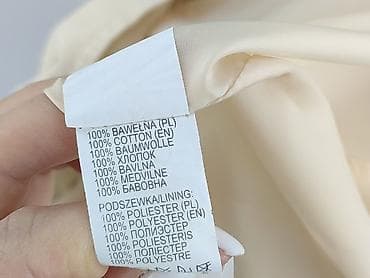 100% BAWEŁNA (PL)
100% COTTON (EN)
100% BAUMWOLLE
100% ХЛОПОК
100% BAVLNA
100% MEDVILNE
100% БАВОВНА
PODSZEWKA/LINING:
100% POLIESTER (PL)
100% POLYESTER (EN)
100% ПОЛИЭСТЕР
100% POLIESTERIS
100% ПОЛІЕСТЕР
100% POLYESTRE